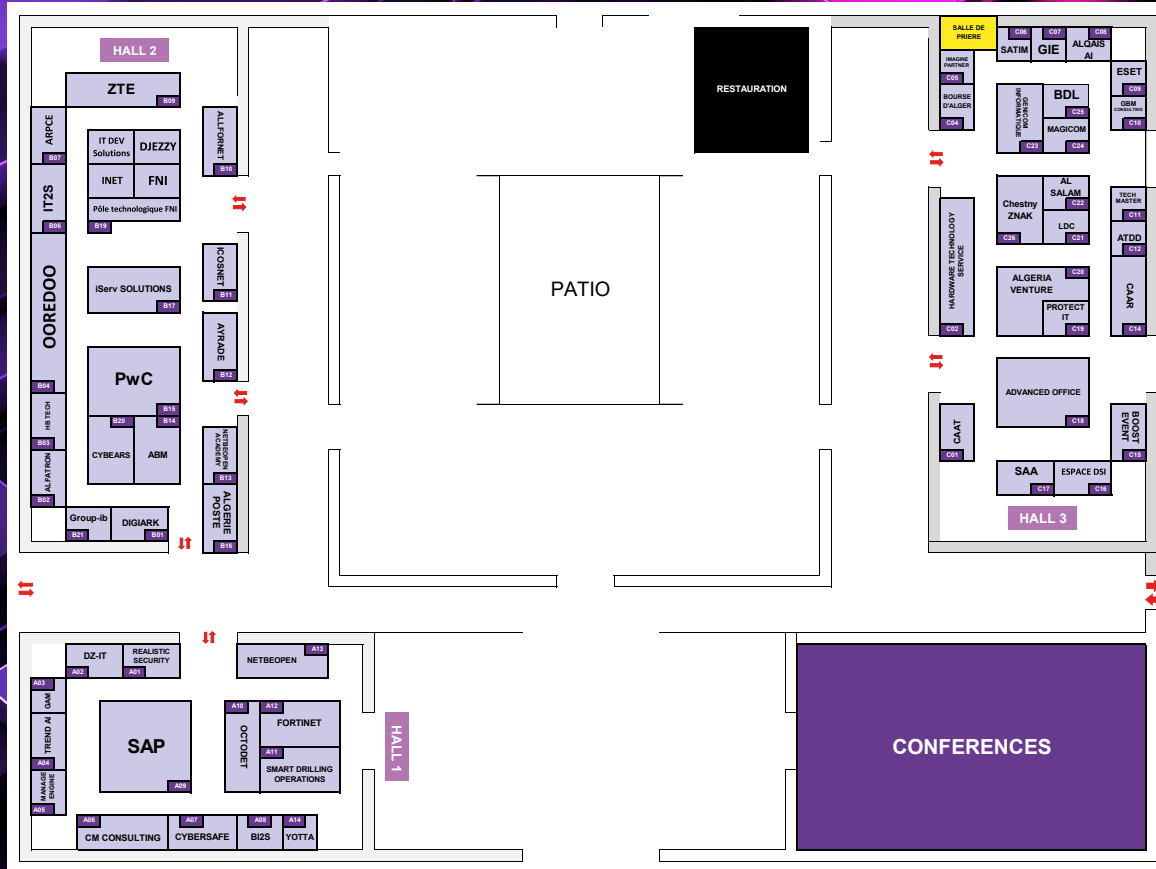 HALL 2
ZTE
B09
ARPCE
B07
IT2S
B06
OOREDOO
B04
HB TECH
B03
ALFATRON
B02
Group-ib
B21
DIGIARK
B01
IT DEV
Solutions
DJEZZY
INET
FNI
Pôle technologique FNI
B19
iServ SOLUTIONS
B17
PwC
B15
B20
CYBEARS
B14
ABM
ALLFORNET
B10
ICOSNET
B11
AYRADE
B12
NETBEOPEN
ACADEMY
B13
ALGERIE
POSTE
B16
RESTAURATION
PATIO
SALLE DE
PRIERE
IMAGINE
PARTNER
C05
BOURSE
D'ALGER
C04
C06
SATIM
C07
GIE
C08
ALQAIS
AI
ESET
C09
GBM
CONSULTING
C10
GENCOM
INFORMATIQUE
C23
BDL
C25
MAGICOM
C24
HARDWARE TECHNOLOGY
SERVICE
C02
Chestny
ZNAK
C26
AL
SALAM
C22
LDC
C21
TECH
MASTER
C11
ATDD
C12
CAAR
C14
C20
ALGERIA
VENTURE
PROTECT
IT
C19
ADVANCED OFFICE
C18
CAAT
C01
BOOST
EVENT
C15
SAA
C17
ESPACE DSI
C16
HALL 3
DZ-IT
A02
REALISTIC
SECURITY
A01
NETBEOPEN
A13
A03
GAM
TREND AI
A04
MANAGE
ENGINE
A05
SAP
A09
A10
OCTODET
A12
FORTINET
A11
SMART DRILLING
OPERATIONS
HALL 1
A06
CM CONSULTING
A07
CYBERSAFE
A08
BI2S
A14
YOTTA
CONFERENCES